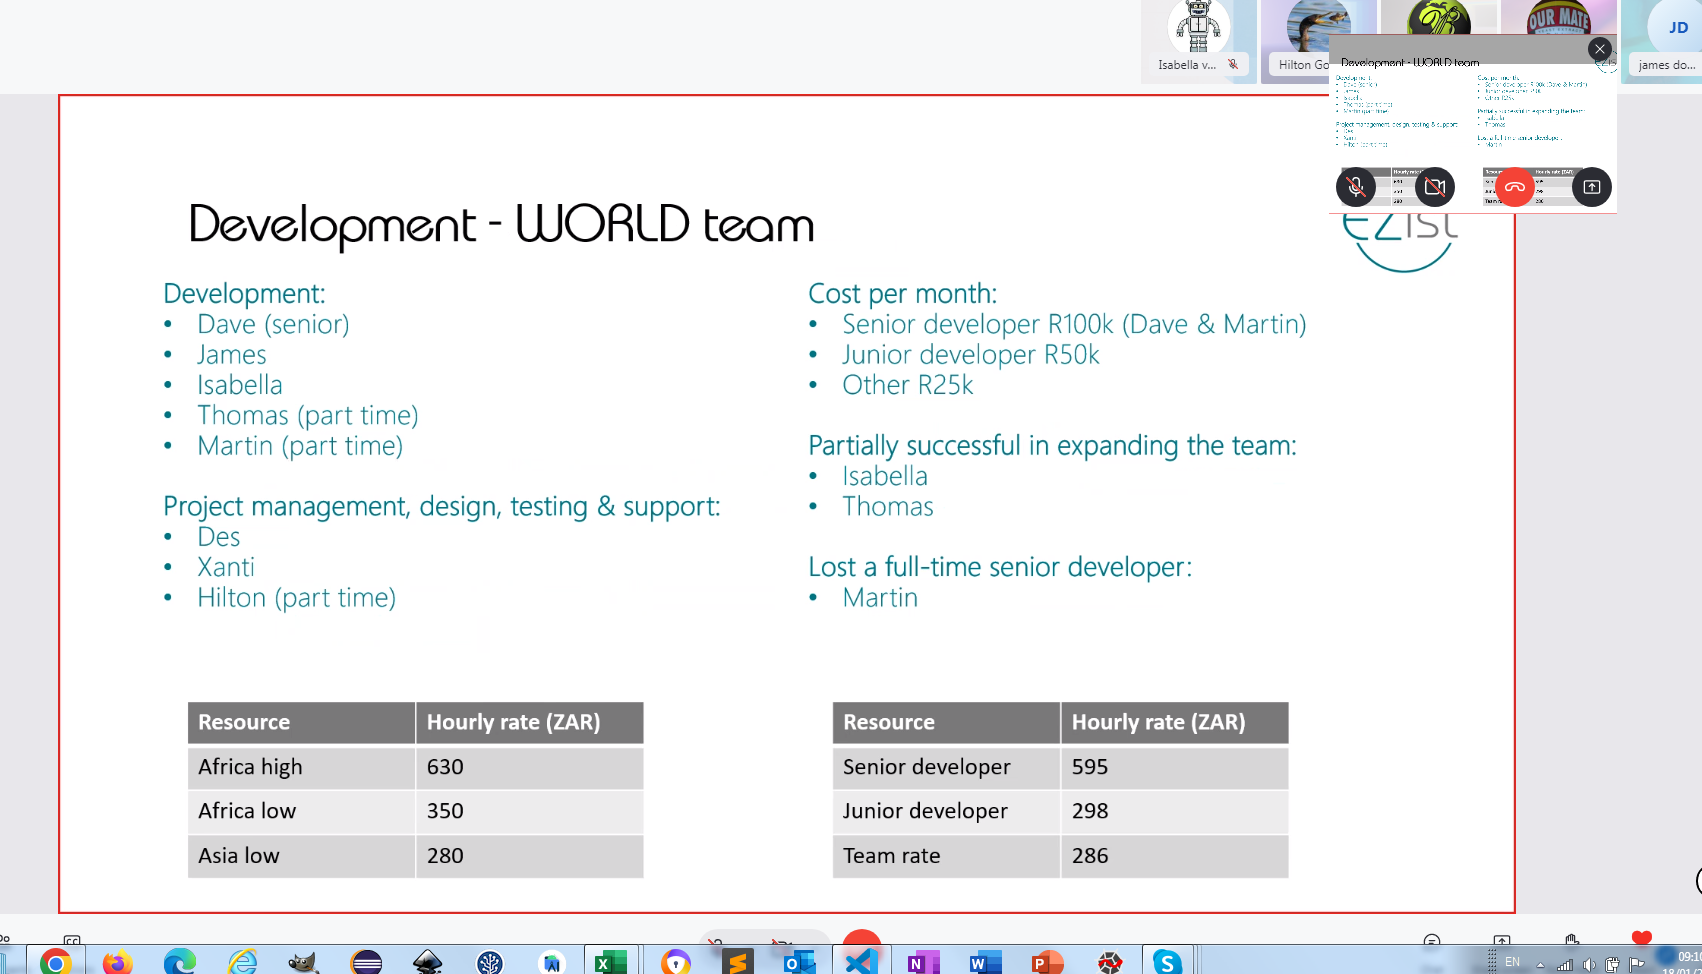 Isabella v...
Hilton Go
OUR MATE
JD
james do...
Development - WORLD team
EZist
Development - WORLD team
Development:
• Dave (senior)
• James
• Isabella
• Thomas (part time)
• Martin (part time)
Project management, design, testing & support:
• Des
• Xanti
• Hilton (part time)
Cost per month:
• Senior developer R100k (Dave & Martin)
• Junior developer R50k
• Other R25k
Partially successful in expanding the team:
• Isabella
• Thomas
Lost a full-time senior developer:
• Martin
Resource Hourly rate (ZAR)
Africa high 630
Africa low 350
Asia low 280
Resource Hourly rate (ZAR)
Senior developer 595
Junior developer 298
Team rate 286
EN